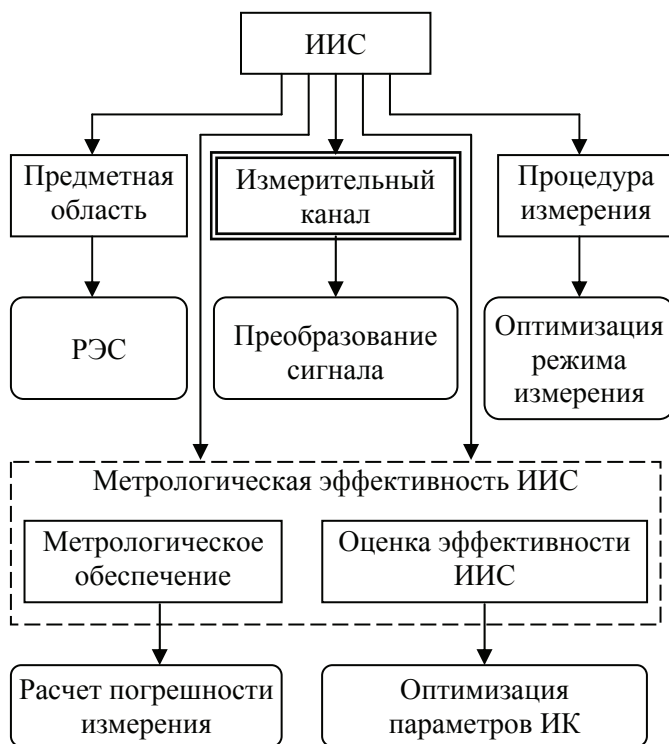 ИИС
Предметная
область
Измерительный
канал
Процедура
измерения
РЭС
Преобразование
сигнала
Оптимизация
режима
измерения
Метрологическая эффективность ИИС
Метрологическое
обеспечение
Оценка эффективности
ИИС
Расчет погрешности
измерения
Оптимизация
параметров ИК